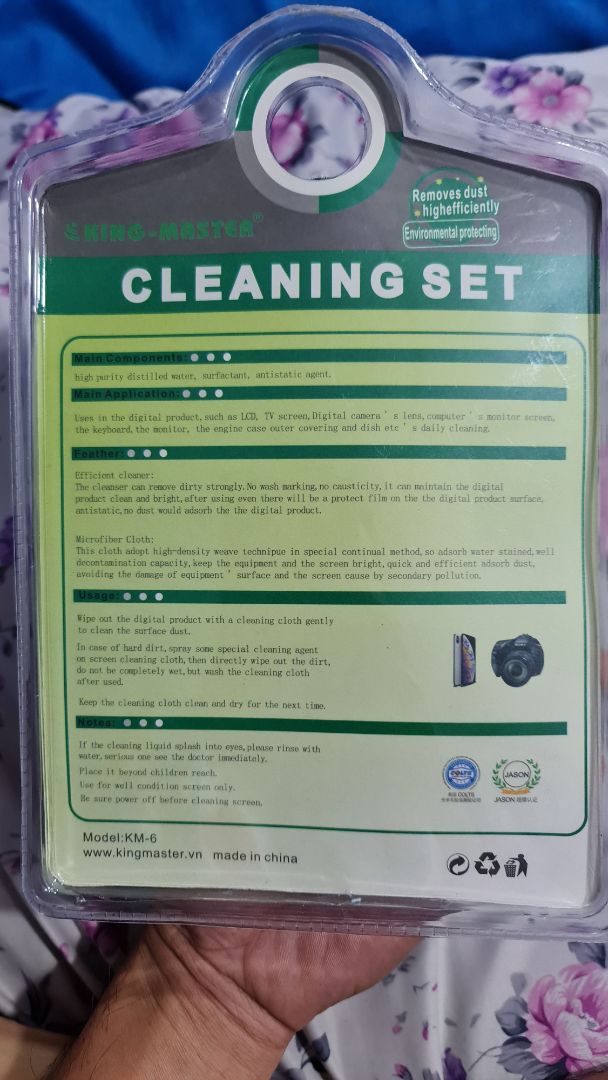 Removes dust
highefficiently
Environmental protecting
KING-MASTER®
CLEANING SET
Main Components:
high purity distilled water, surfactant, antistatic agent.
Main Application:
Uses in the digital product, such as LCD, TV screen, Digital camera's lens, computer's monitor screen,
the keyboard, the monitor, the engine case outer covering and dish etc's daily cleaning.
Feather:
Efficient cleaner:
The cleanser can remove dirty strongly. No wash marking, no causticity, it can maintain the digital
product clean and bright, after using even there will be a protect film on the the digital product surface,
antistatic, no dust would adsorb the the digital product.
Microfiber Cloth:
This cloth adopt high-density weave technipue in special continual method, so adsorb water stained, well
decontamination capacity, keep the equipment and the screen bright, quick and efficient adsorb dust,
avoiding the damage of equipment' surface and the screen cause by secondary pollution.
Usage:
Wipe out the digital product with a cleaning cloth gently
to clean the surface dust.
In case of hard dirt, spray some special cleaning agent
on screen cleaning cloth, then directly wipe out the dirt,
do not be completely wet, but wash the cleaning cloth
after used.
Keep the cleaning cloth clean and dry for the next time.
Notes:
If the cleaning liquid splash into eyes, please rinse with
water, serious one see the doctor immediately.
Place it beyond children reach.
Use for well condition screen only.
Be sure power off before cleaning screen.
COLTS
JASON
COLTS
JASON
Model:KM-6
www.kingmaster.vn made in china